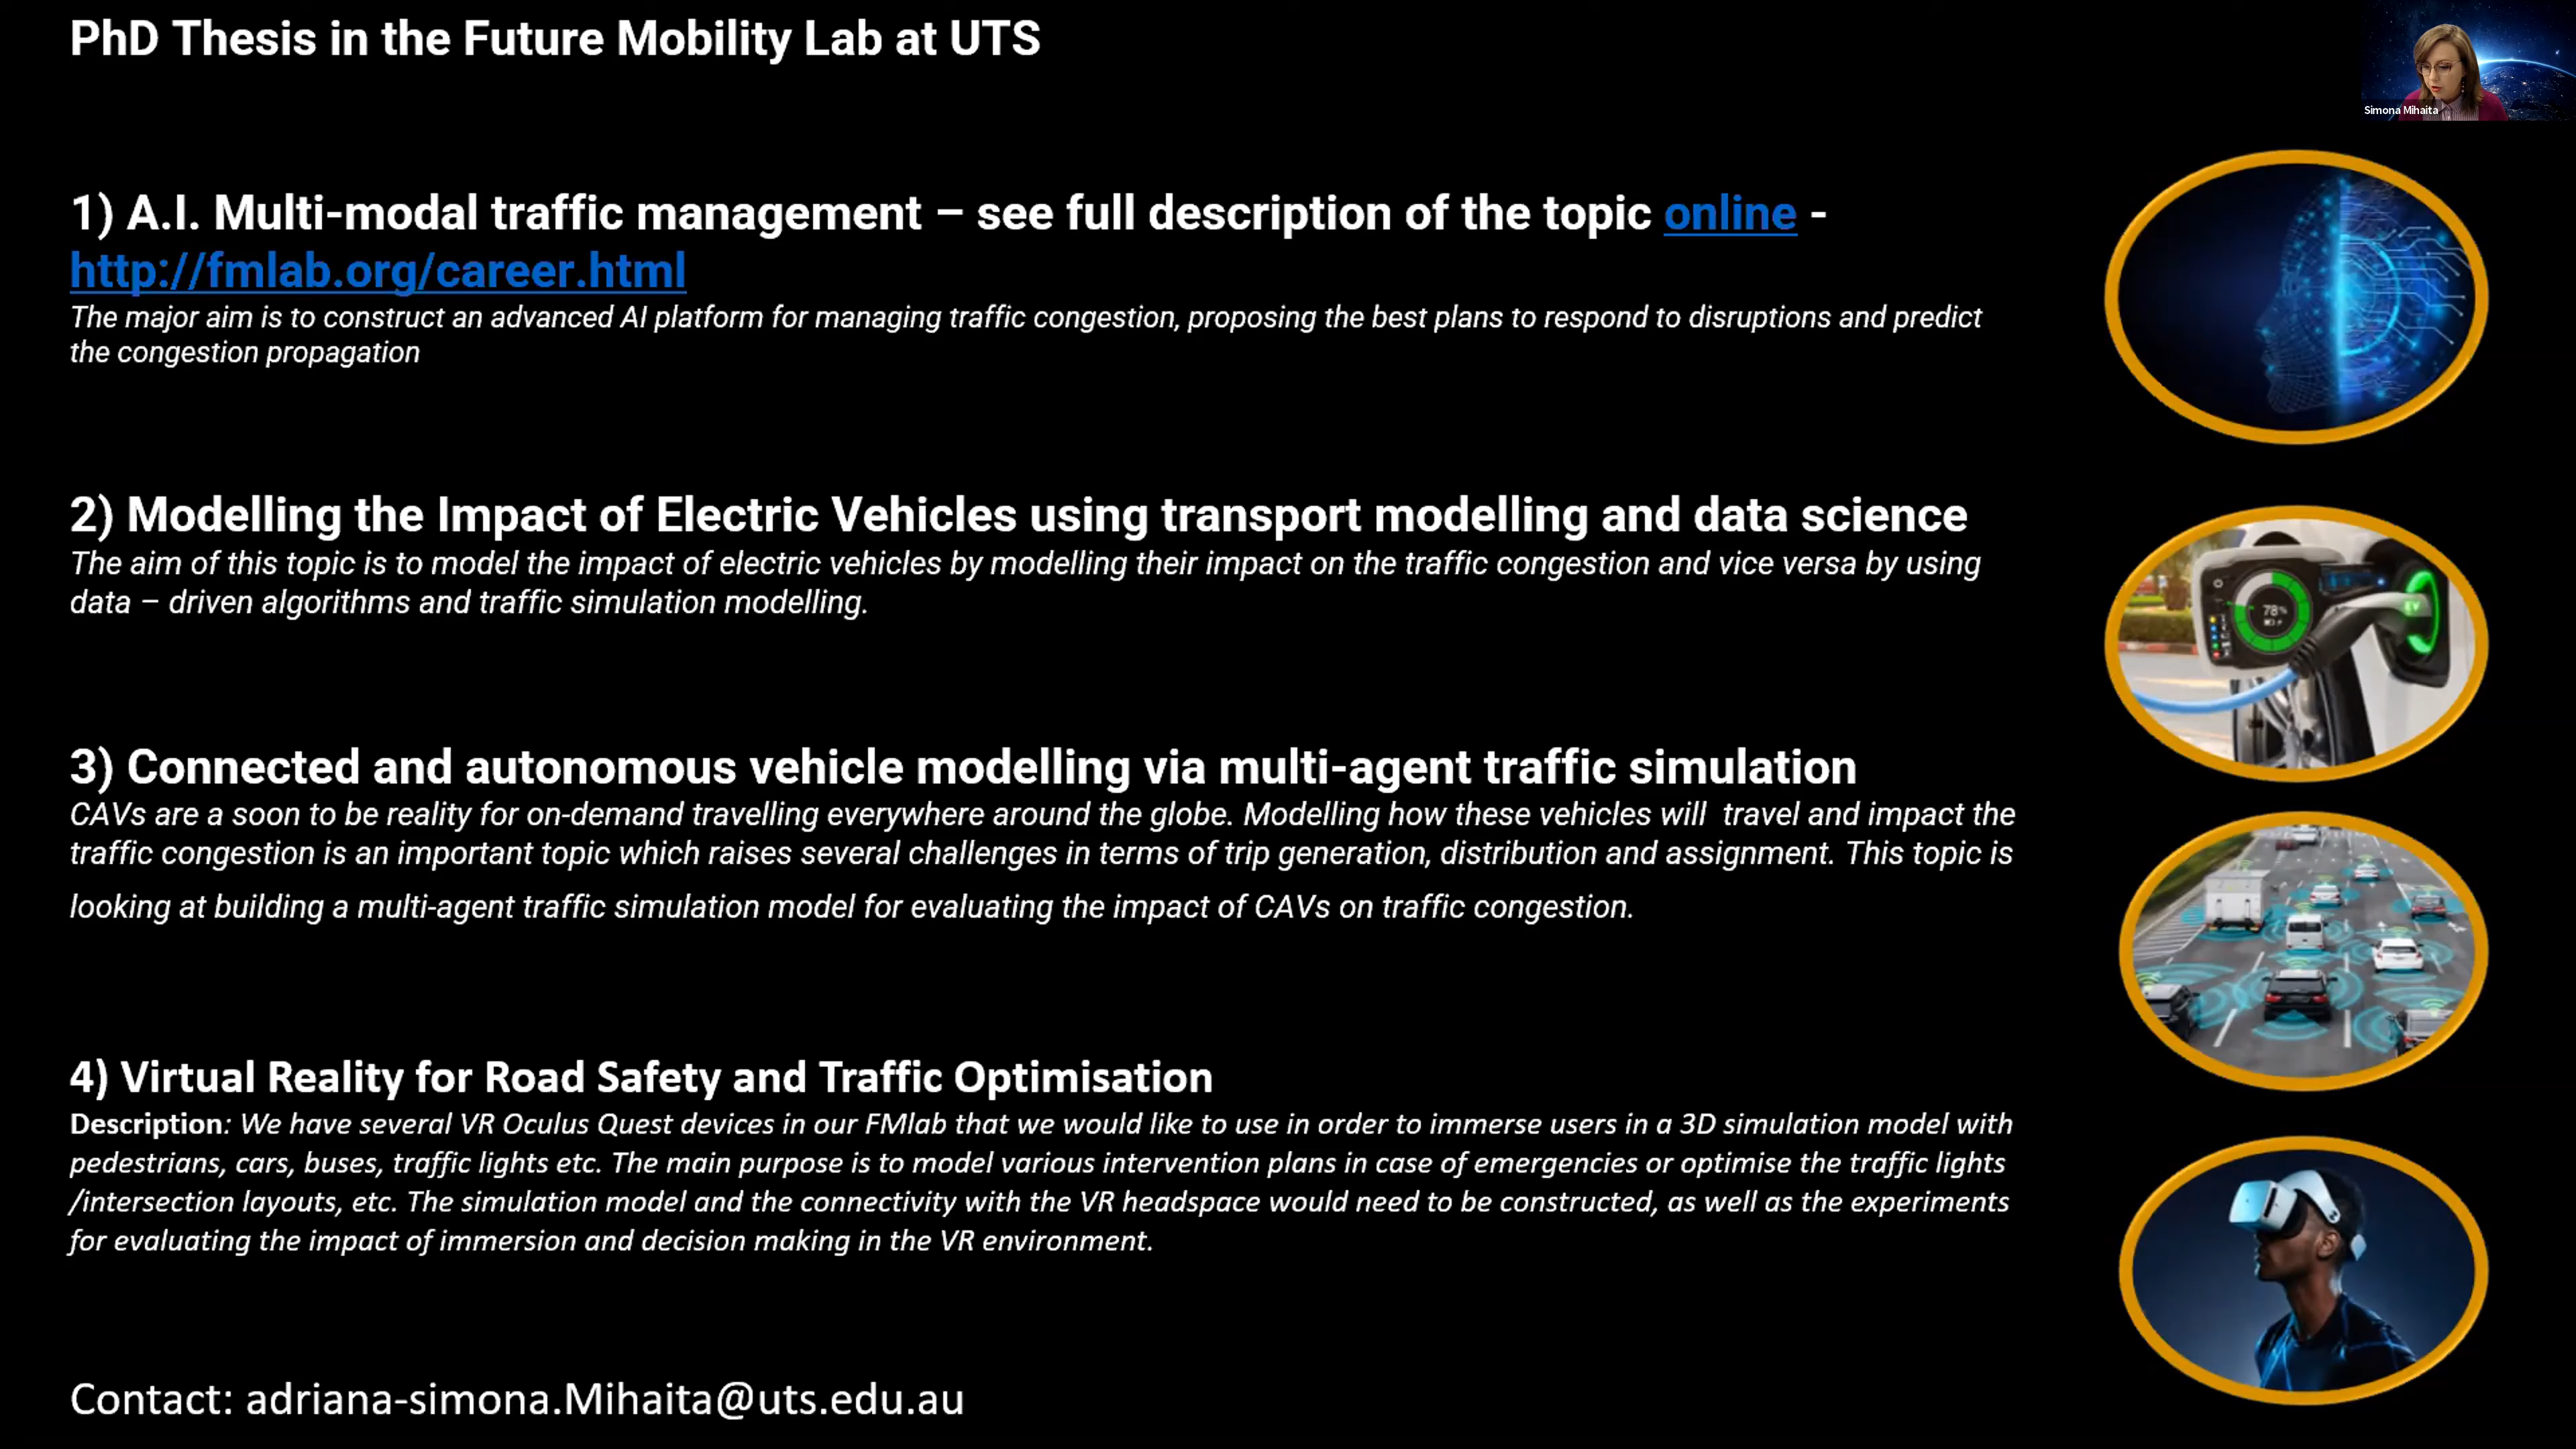 PhD Thesis in the Future Mobility Lab at UTS
Simona Mihaita
1) A.I. Multi-modal traffic management – see full description of the topic online -
http://fmlab.org/career.html
The major aim is to construct an advanced AI platform for managing traffic congestion, proposing the best plans to respond to disruptions and predict
the congestion propagation
2) Modelling the Impact of Electric Vehicles using transport modelling and data science
The aim of this topic is to model the impact of electric vehicles by modelling their impact on the traffic congestion and vice versa by using
data – driven algorithms and traffic simulation modelling.
78%
EV
3) Connected and autonomous vehicle modelling via multi-agent traffic simulation
CAVs are a soon to be reality for on-demand travelling everywhere around the globe. Modelling how these vehicles will  travel and impact the
traffic congestion is an important topic which raises several challenges in terms of trip generation, distribution and assignment. This topic is
looking at building a multi-agent traffic simulation model for evaluating the impact of CAVs on traffic congestion.
4) Virtual Reality for Road Safety and Traffic Optimisation
Description: We have several VR Oculus Quest devices in our FMlab that we would like to use in order to immerse users in a 3D simulation model with
pedestrians, cars, buses, traffic lights etc. The main purpose is to model various intervention plans in case of emergencies or optimise the traffic lights
/intersection layouts, etc. The simulation model and the connectivity with the VR headspace would need to be constructed, as well as the experiments
for evaluating the impact of immersion and decision making in the VR environment.
Contact: adriana-simona.Mihaita@uts.edu.au